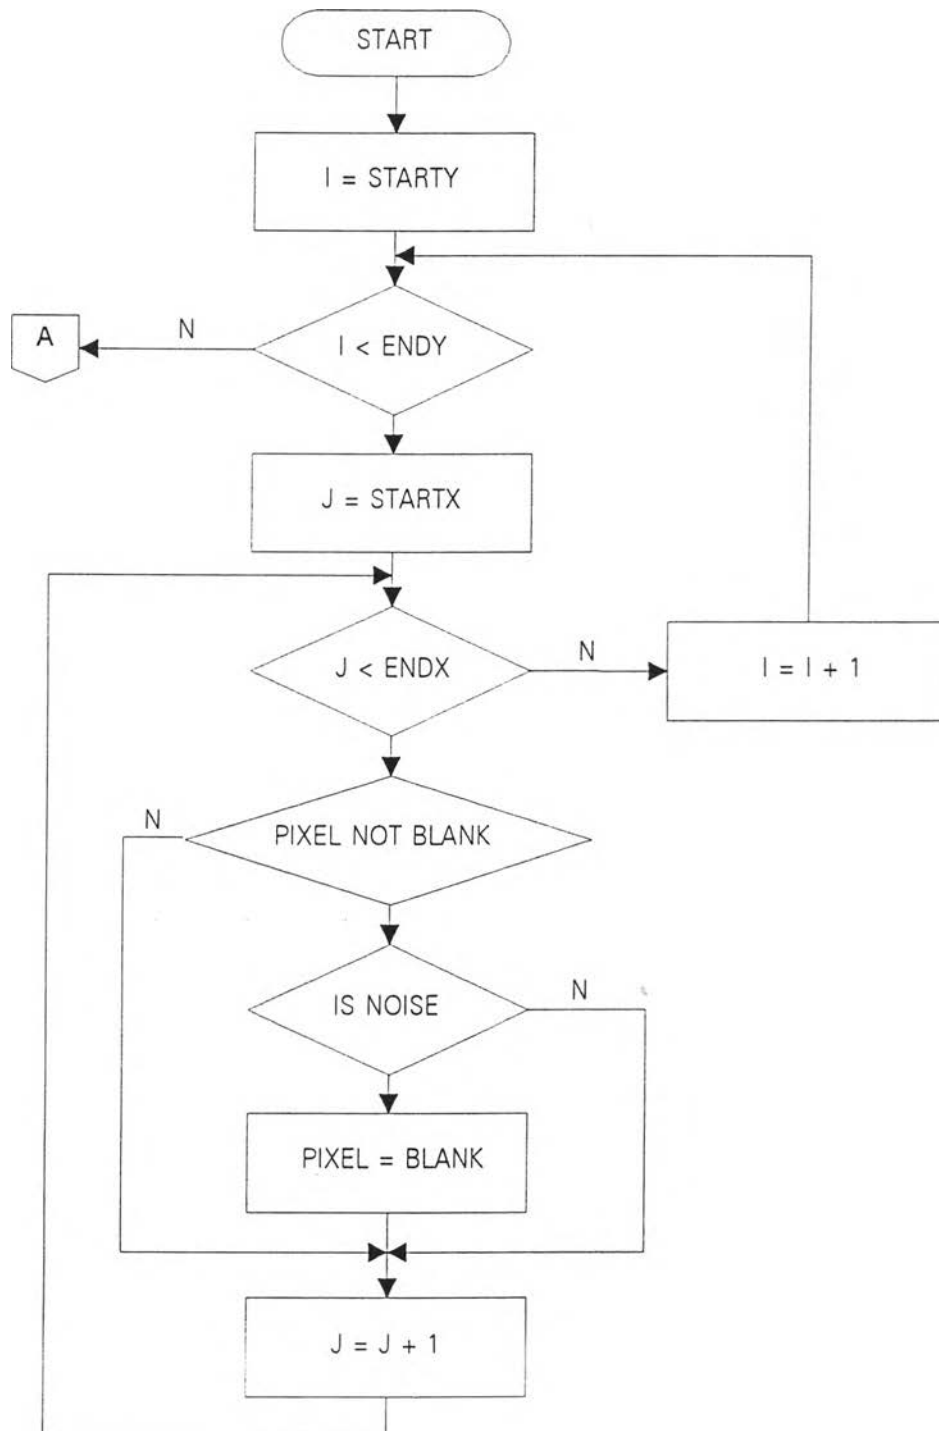 START
I = STARTY
A
N
I < ENDY
J = STARTX
J < ENDX
N
I = I + 1
N
PIXEL NOT BLANK
IS NOISE
N
PIXEL = BLANK
J = J + 1